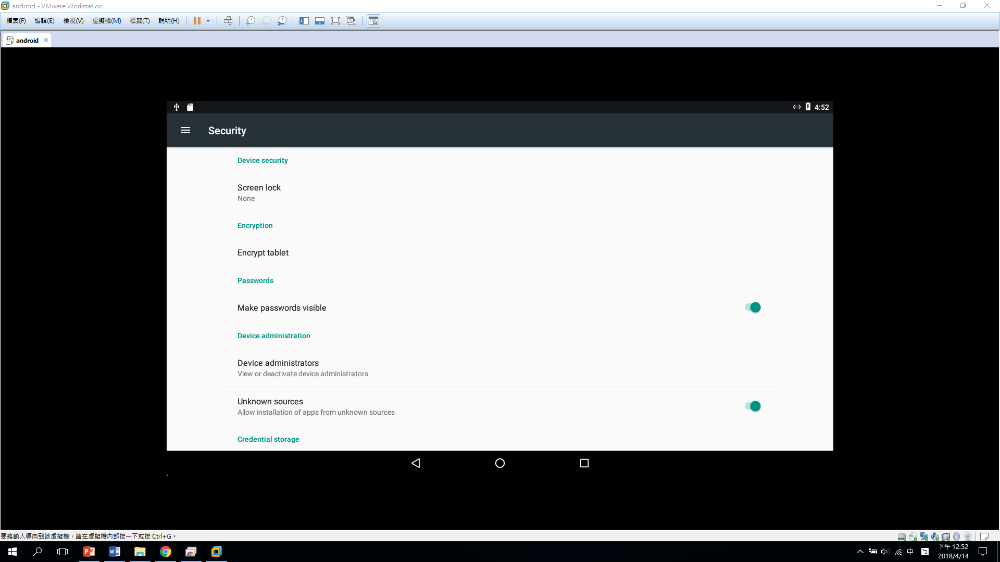 android - VMware Workstation
檔案(F) 編輯(E) 檢視(V) 虛擬機(M) 標籤(T) 說明(H)
android
4:52
Security
Device security
Screen lock
None
Encryption
Encrypt tablet
Passwords
Make passwords visible
Device administration
Device administrators
View or deactivate device administrators
Unknown sources
Allow installation of apps from unknown sources
Credential storage
要將輸入導向到該虛擬機，請在虛擬機內部按一下或按 Ctrl+G。
中 ㄅ 下午 12:52
2018/4/14